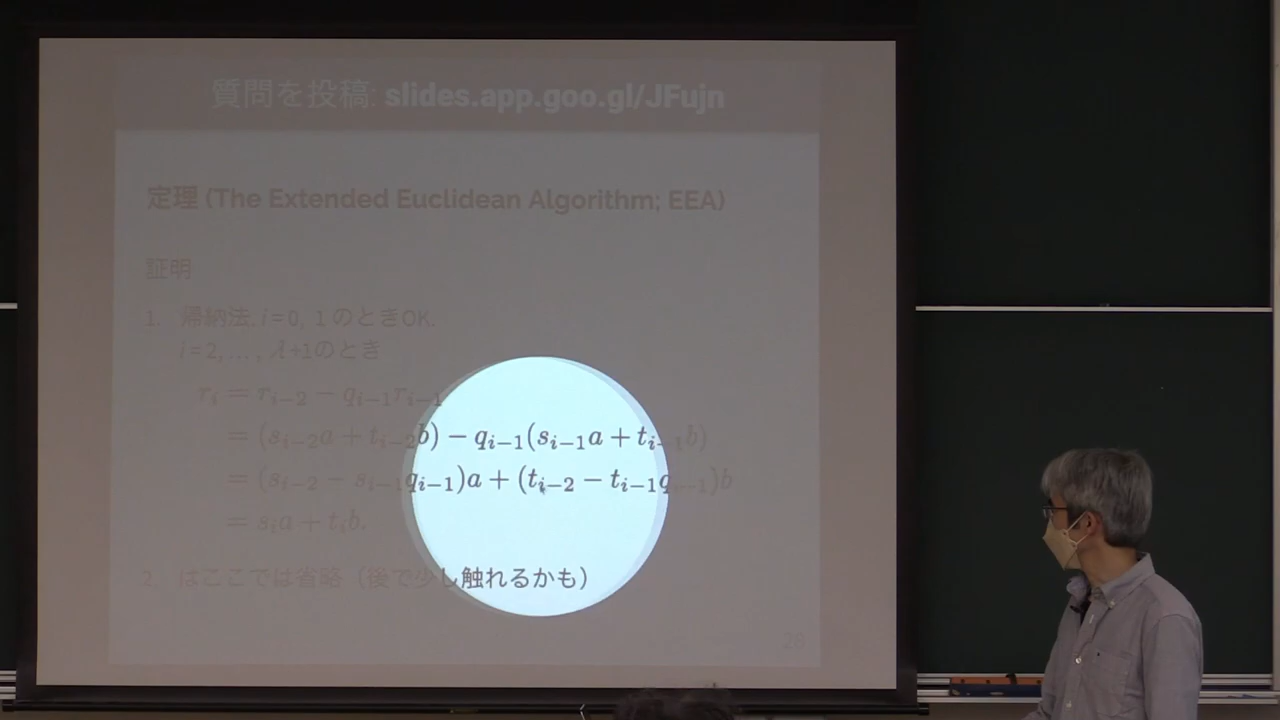 質問を投稿: slides.app.goo.gl/JFujn
定理 (The Extended Euclidean Algorithm; EEA)
証明
1. 帰納法. i=0, 1 のときOK.
i=2,…, ℓ+1のとき
r_i = r_{i−2} − q_{i−1}r_{i−1}
= (s_{i−2}a + t_{i−2}b) − q_{i−1}(s_{i−1}a + t_{i−1}b)
= (s_{i−2} − s_{i−1}q_{i−1})a + (t_{i−2} − t_{i−1}q_{i−1})b
= s_i a + t_i b.
2. はここでは省略（後で少し触れるかも）
28